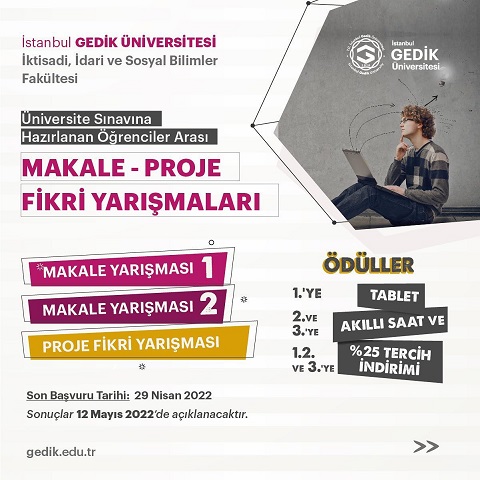 İstanbul GEDİK ÜNİVERSİTESİ
İktisadi, İdari ve Sosyal Bilimler
Fakültesi
İstanbul
GEDİK
Üniversitesi
Üniversite Sınavına
Hazırlanan Öğrenciler Arası
MAKALE - PROJE
FİKRİ YARIŞMALARI
MAKALE YARIŞMASI 1
MAKALE YARIŞMASI 2
PROJE FİKRİ YARIŞMASI
ÖDÜLLER
1.'YE TABLET
2.VE
3.'YE AKILLI SAAT VE
1.2.
VE 3.'YE %25 TERCİH
İNDİRİMİ
Son Başvuru Tarihi: 29 Nisan 2022
Sonuçlar 12 Mayıs 2022'de açıklanacaktır.
gedik.edu.tr